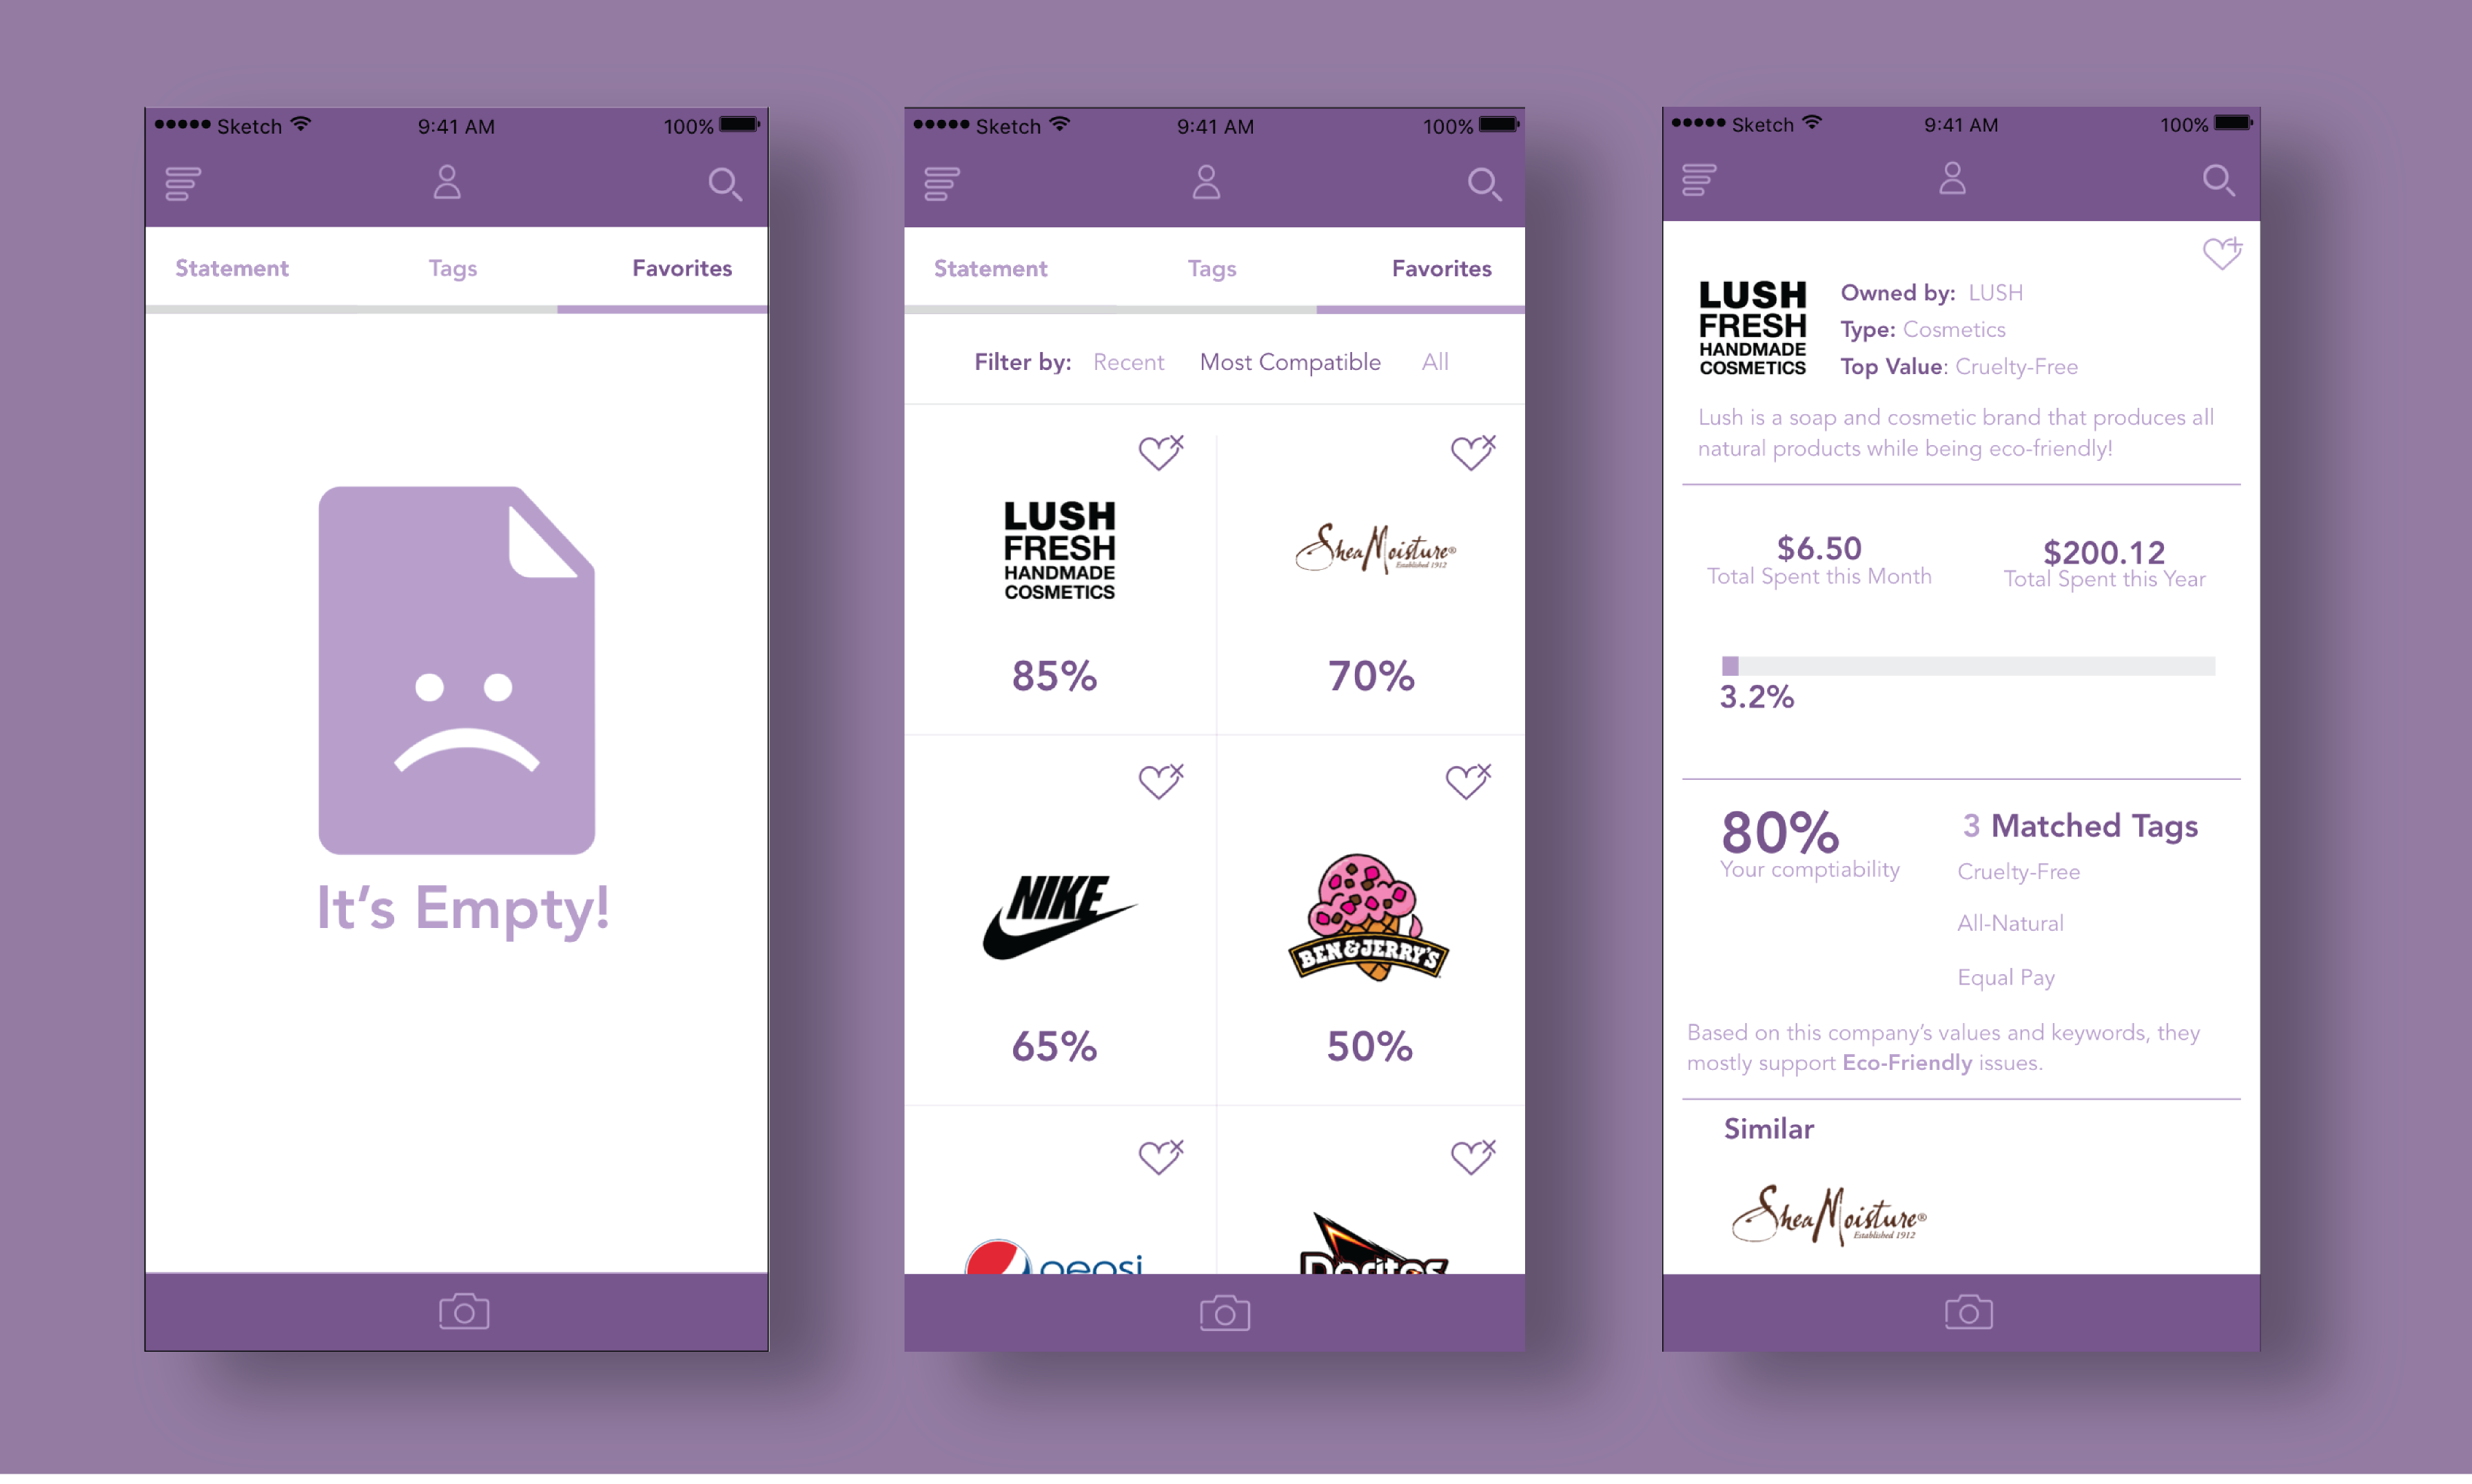 Sketch 9:41 AM 100%
Statement Tags Favorites
It's Empty!
Sketch 9:41 AM 100%
Statement Tags Favorites
Filter by: Recent Most Compatible All
LUSH
FRESH
HANDMADE
COSMETICS
85%
SheaMoisture®
Established 1912
70%
NIKE
65%
BEN & JERRY'S
50%
pepsi
Doritos
Sketch 9:41 AM 100%
LUSH
FRESH
HANDMADE
COSMETICS
Owned by: LUSH
Type: Cosmetics
Top Value: Cruelty-Free
Lush is a soap and cosmetic brand that produces all
natural products while being eco-friendly!
$6.50
Total Spent this Month
$200.12
Total Spent this Year
3.2%
80%
Your comptiability
3 Matched Tags
Cruelty-Free
All-Natural
Equal Pay
Based on this company's values and keywords, they
mostly support Eco-Friendly issues.
Similar
SheaMoisture®
Established 1912